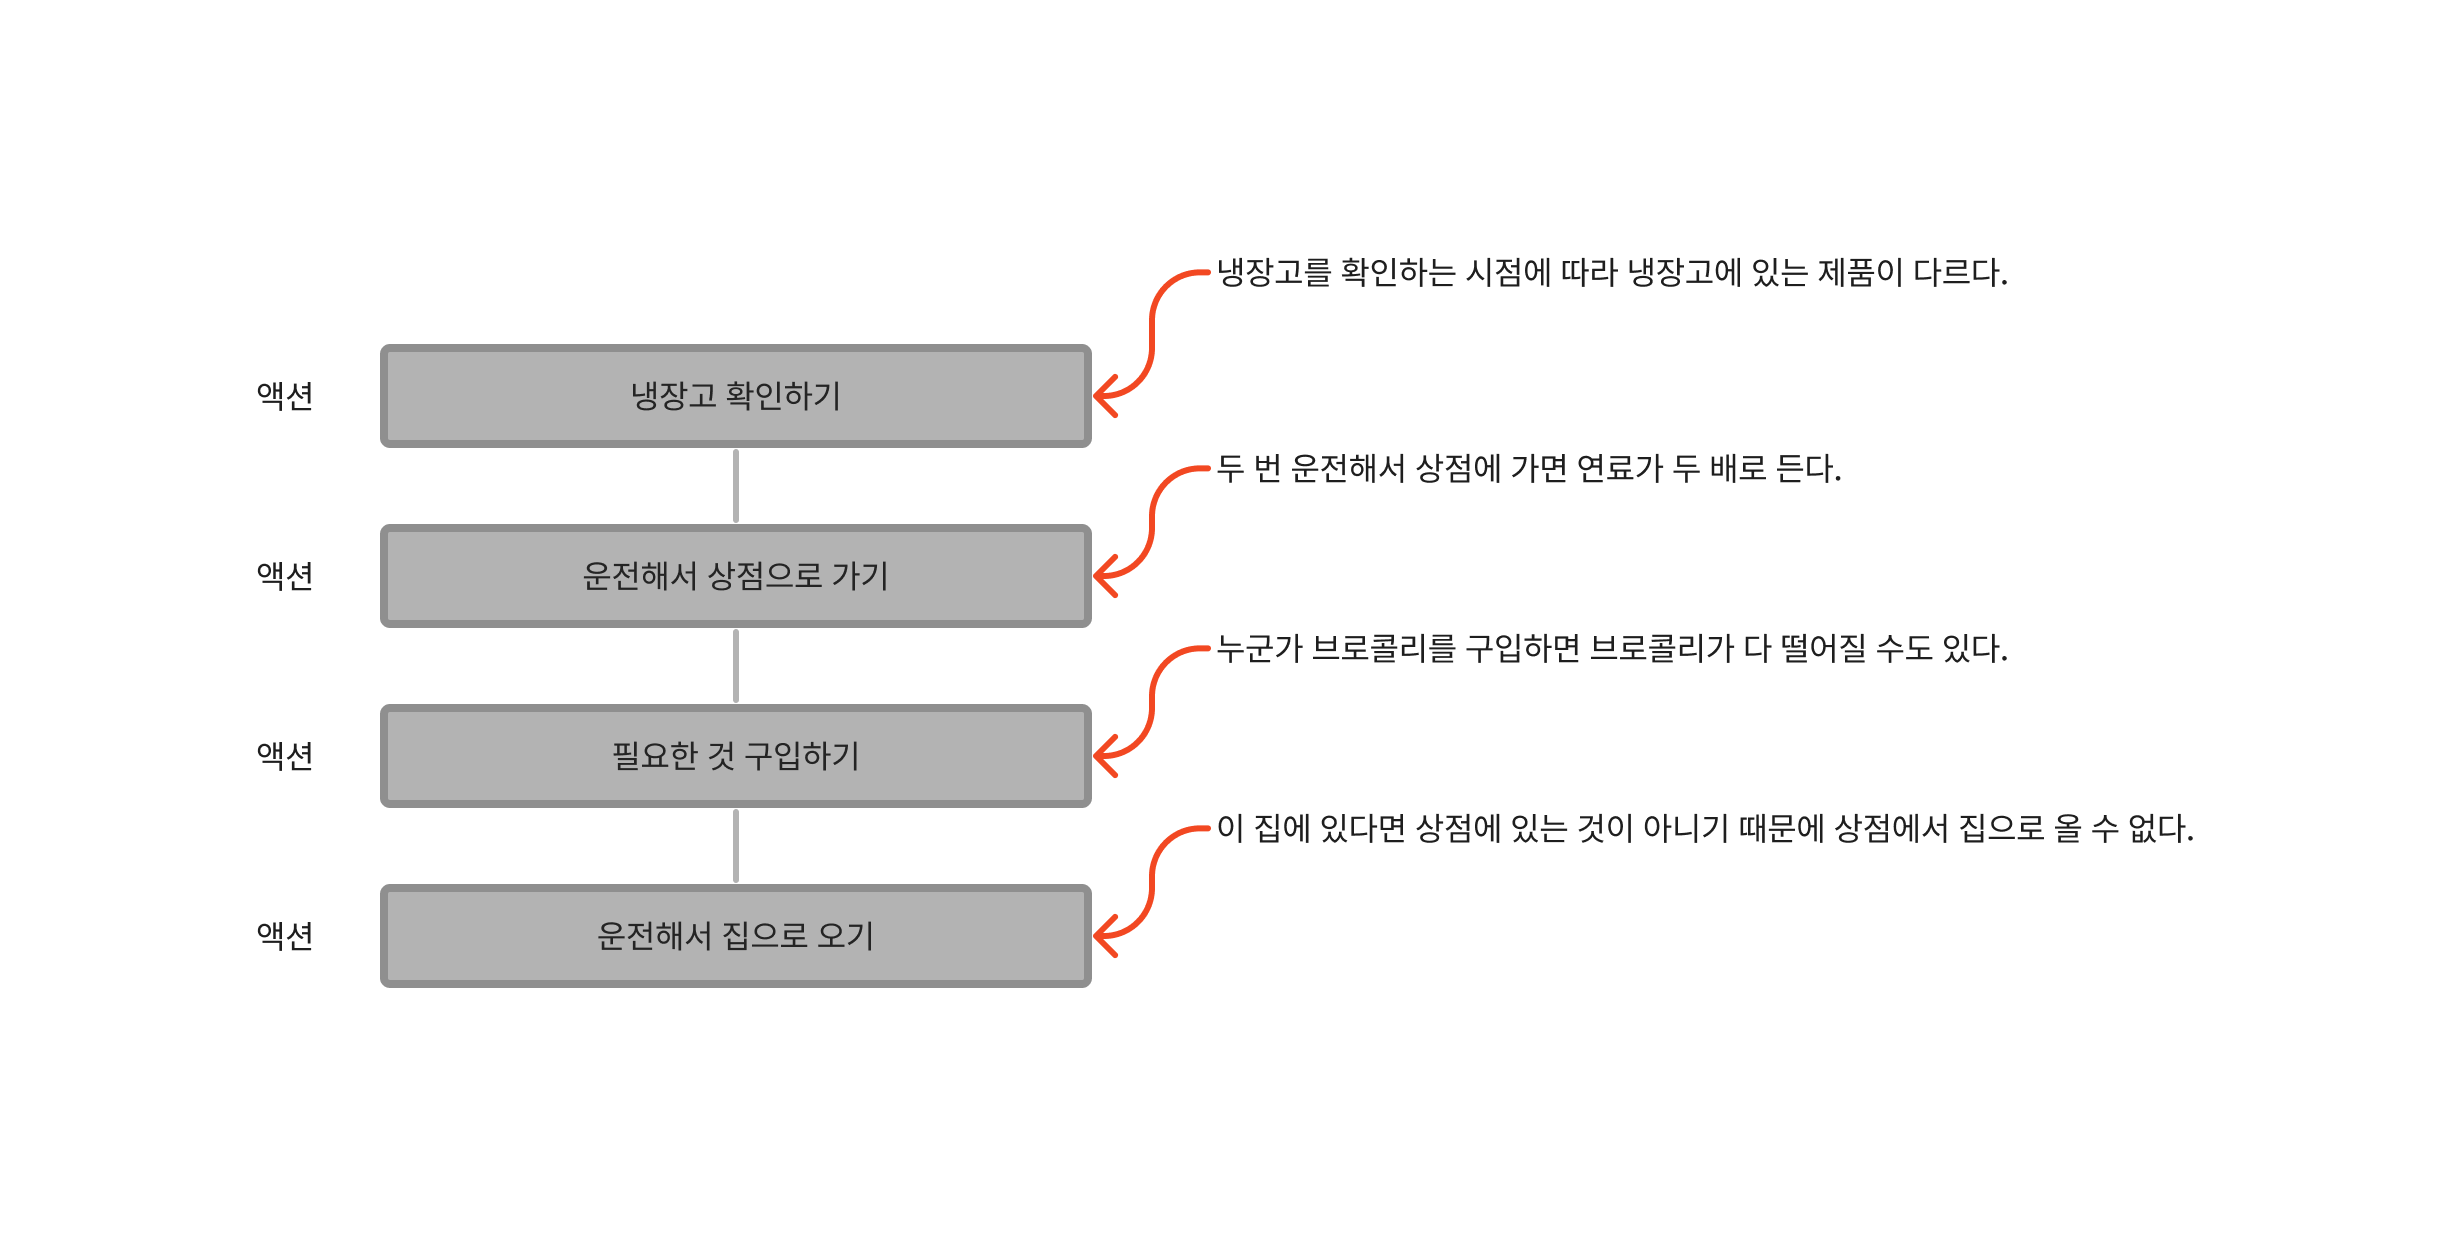 냉장고를 확인하는 시점에 따라 냉장고에 있는 제품이 다르다.
액션
냉장고 확인하기
두 번 운전해서 상점에 가면 연료가 두 배로 든다.
액션
운전해서 상점으로 가기
누군가 브로콜리를 구입하면 브로콜리가 다 떨어질 수도 있다.
액션
필요한 것 구입하기
이 집에 있다면 상점에 있는 것이 아니기 때문에 상점에서 집으로 올 수 없다.
액션
운전해서 집으로 오기